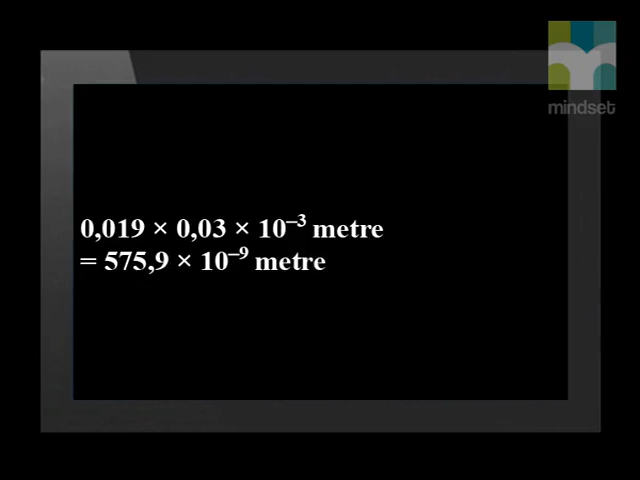 mindset
0,019 × 0,03 × 10⁻³ metre
= 575,9 × 10⁻⁹ metre